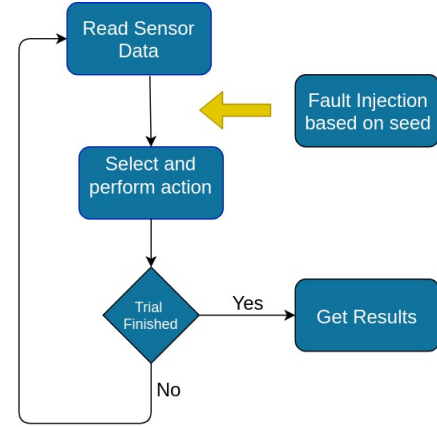 Read Sensor
Data
Fault Injection
based on seed
Select and
perform action
Trial
Finished
Yes
Get Results
No